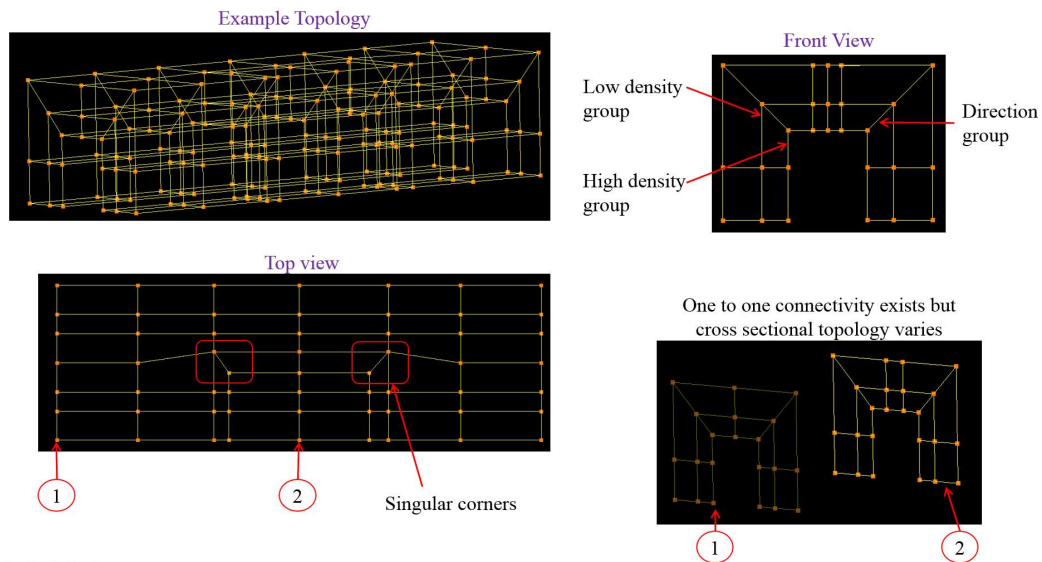 Example Topology
Front View
Low density
group
Direction
group
High density
group
Top view
One to one connectivity exists but
cross sectional topology varies
1
2
Singular corners
1
2